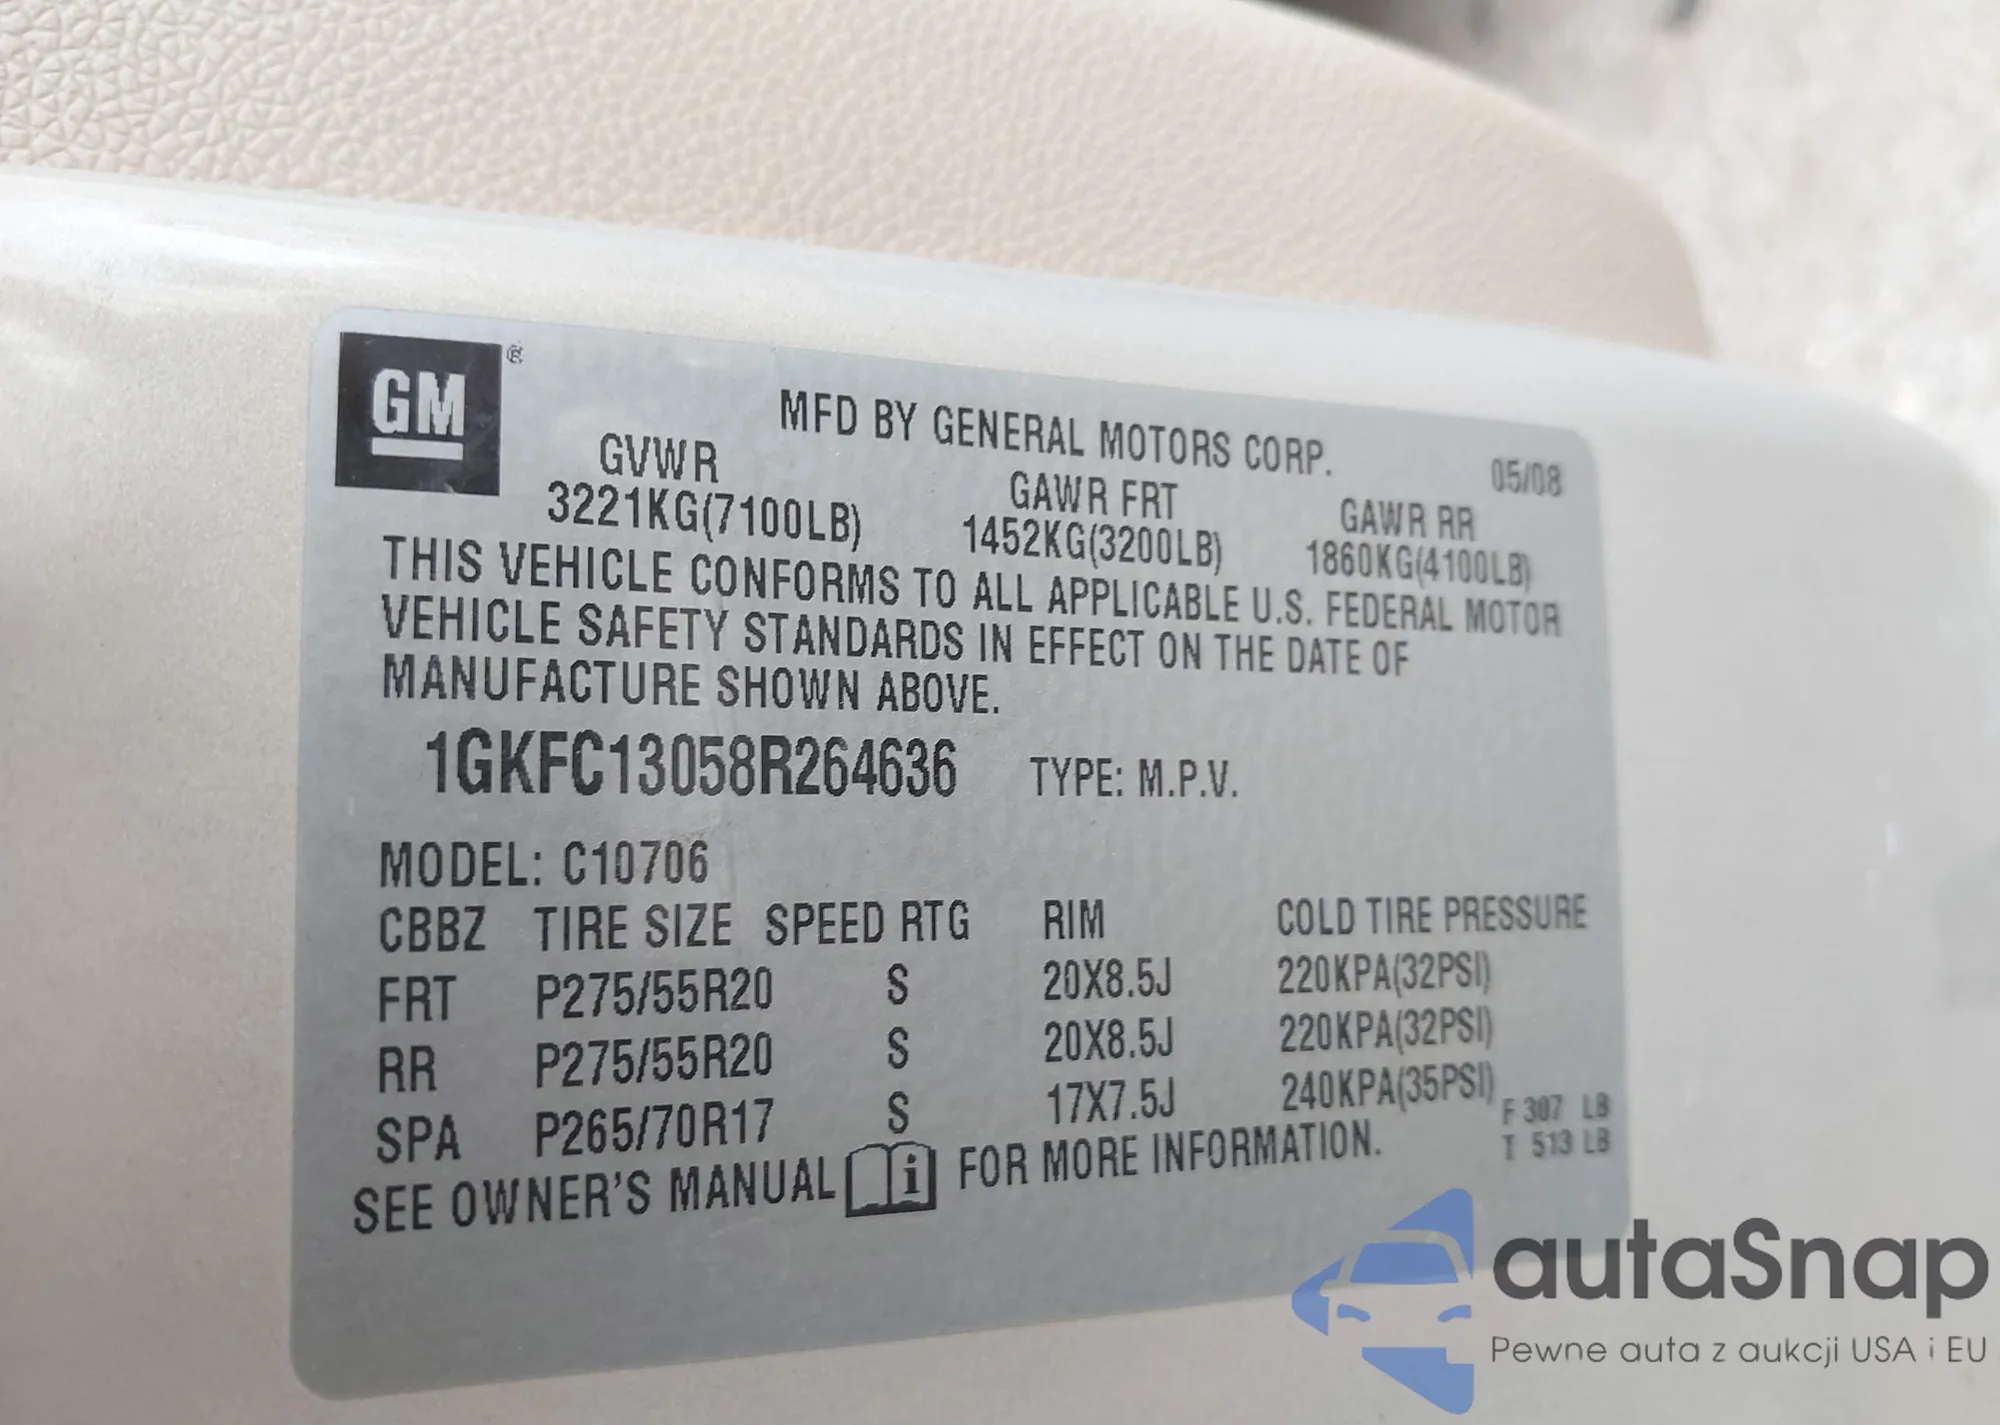 GM
MFD BY GENERAL MOTORS CORP. 05/08
GVWR GAWR FRT GAWR RR
3221KG(7100LB) 1452KG(3200LB) 1860KG(4100LB)
THIS VEHICLE CONFORMS TO ALL APPLICABLE U.S. FEDERAL MOTOR
VEHICLE SAFETY STANDARDS IN EFFECT ON THE DATE OF
MANUFACTURE SHOWN ABOVE.
1GKFC13058R264636 TYPE: M.P.V.
MODEL: C10706
CBBZ TIRE SIZE SPEED RTG RIM COLD TIRE PRESSURE
FRT P275/55R20 S 20X8.5J 220KPA(32PSI)
RR P275/55R20 S 20X8.5J 220KPA(32PSI)
SPA P265/70R17 S 17X7.5J 240KPA(35PSI)
F 307 LB
T 513 LB
SEE OWNER'S MANUAL i FOR MORE INFORMATION.
autaSnap
Pewne auta z aukcji USA i EU